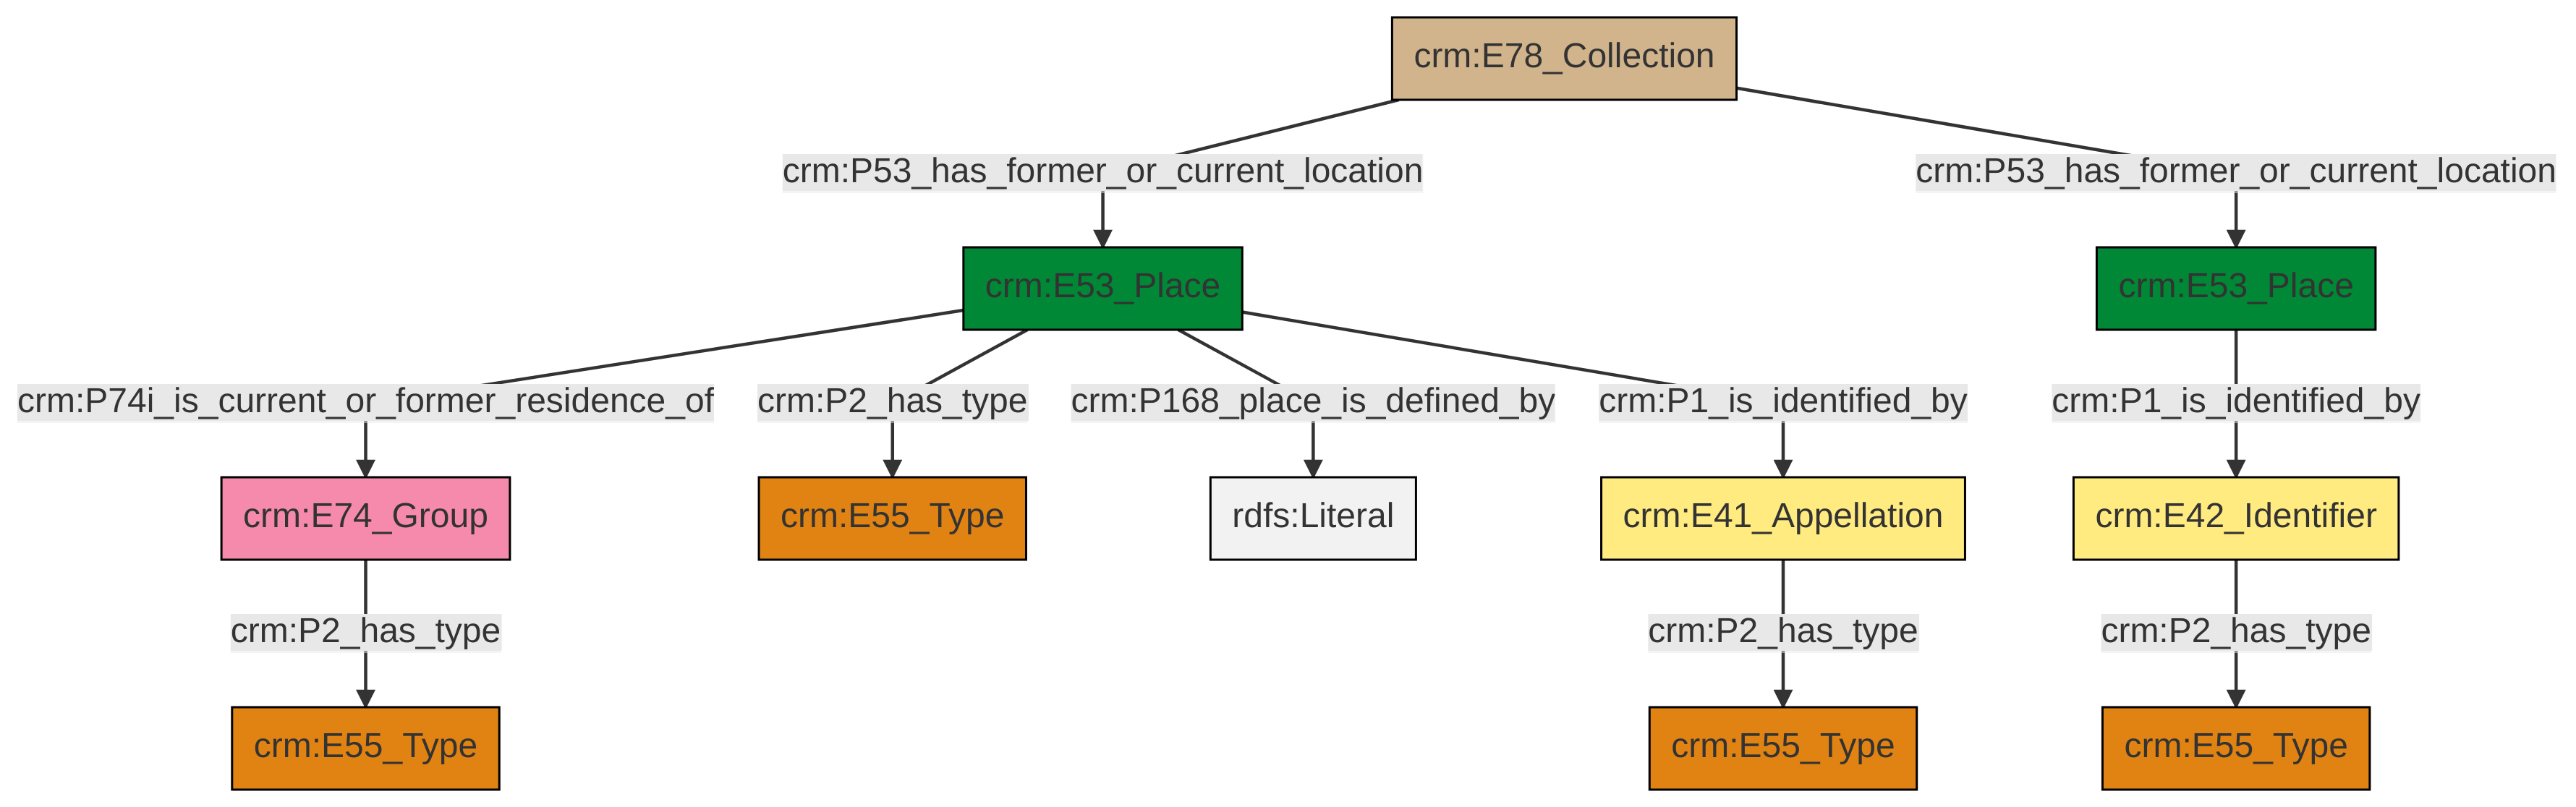 crm:E78_Collection
crm:P53_has_former_or_current_location
crm:P53_has_former_or_current_location
crm:E53_Place
crm:E53_Place
crm:P74i_is_current_or_former_residence_of
crm:P2_has_type
crm:P168_place_is_defined_by
crm:P1_is_identified_by
crm:P1_is_identified_by
crm:E74_Group
crm:E55_Type
rdfs:Literal
crm:E41_Appellation
crm:E42_Identifier
crm:P2_has_type
crm:P2_has_type
crm:P2_has_type
crm:E55_Type
crm:E55_Type
crm:E55_Type